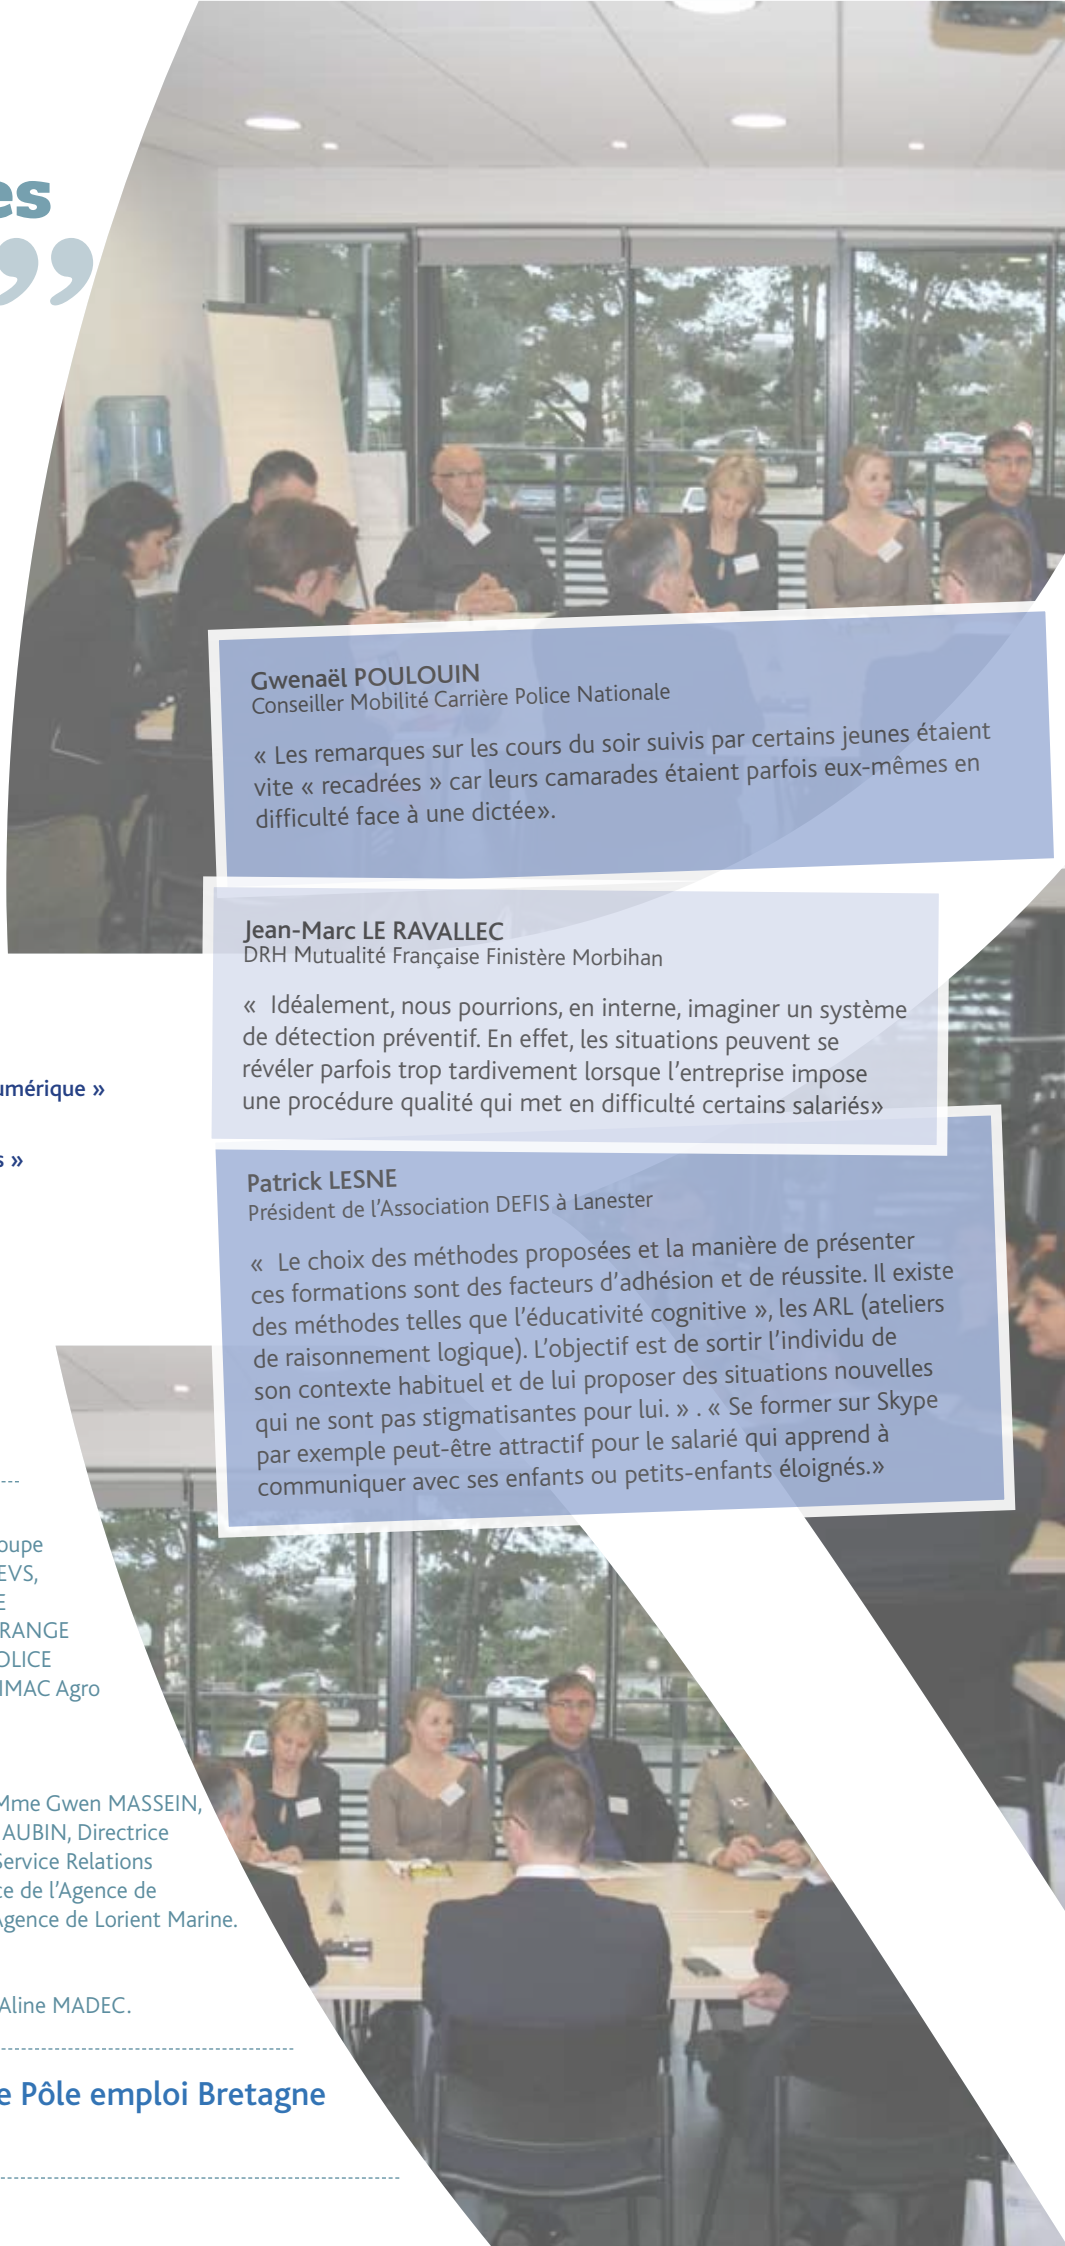 es
”
Gwenaël POULOUIN
Conseiller Mobilité Carrière Police Nationale
« Les remarques sur les cours du soir suivis par certains jeunes étaient
vite « recadrées » car leurs camarades étaient parfois eux-mêmes en
difficulté face à une dictée».
Jean-Marc LE RAVALLEC
DRH Mutualité Française Finistère Morbihan
« Idéalement, nous pourrions, en interne, imaginer un système
de détection préventif. En effet, les situations peuvent se
révéler parfois trop tardivement lorsque l’entreprise impose
une procédure qualité qui met en difficulté certains salariés»
Patrick LESNE
Président de l’Association DEFIS à Lanester
« Le choix des méthodes proposées et la manière de présenter
ces formations sont des facteurs d’adhésion et de réussite. Il existe
des méthodes telles que l’éducativité cognitive », les ARL (ateliers
de raisonnement logique). L’objectif est de sortir l’individu de
son contexte habituel et de lui proposer des situations nouvelles
qui ne sont pas stigmatisantes pour lui. » . « Se former sur Skype
par exemple peut-être attractif pour le salarié qui apprend à
communiquer avec ses enfants ou petits-enfants éloignés.»
umérique »
s »
oupe
EVS,
E
RANGE
OLICE
IMAC Agro
Mme Gwen MASSEIN,
AUBIN, Directrice
Service Relations
ce de l’Agence de
Agence de Lorient Marine.
Aline MADEC.
e Pôle emploi Bretagne